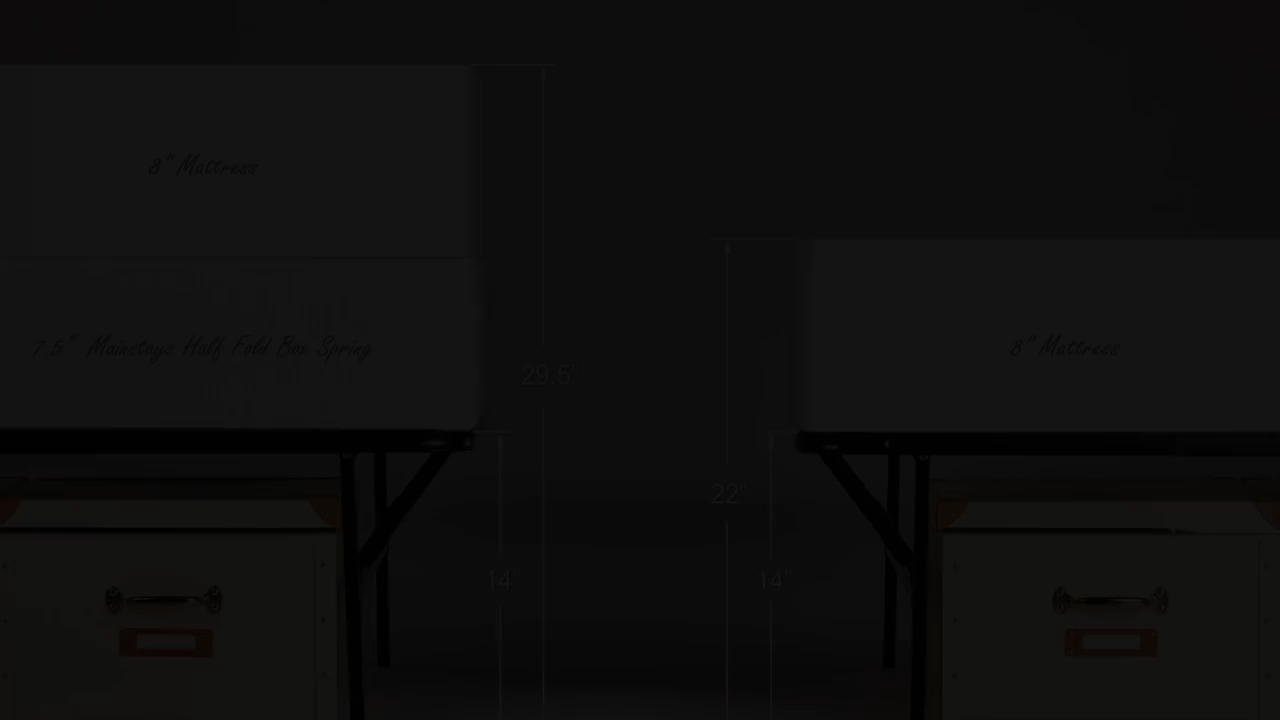 8" Mattress
7.5" Mainstays Half Fold Box Spring
29.5"
14"
8" Mattress
22"
14"